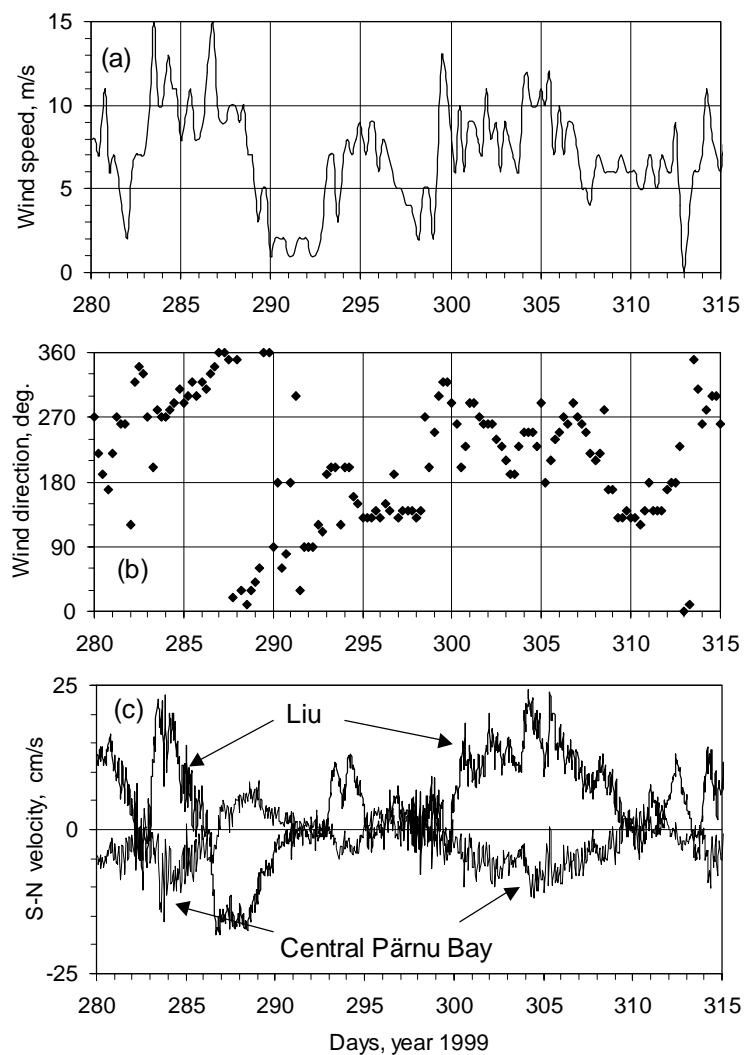 15
(a)
10
Wind speed, m/s
5
0
280 285 290 295 300 305 310 315
360
270
180
Wind direction, deg.
90
(b)
0
280 285 290 295 300 305 310 315
25
(c)
Liu
S-N velocity, cm/s
0
Central Pärnu Bay
-25
280 285 290 295 300 305 310 315
Days, year 1999